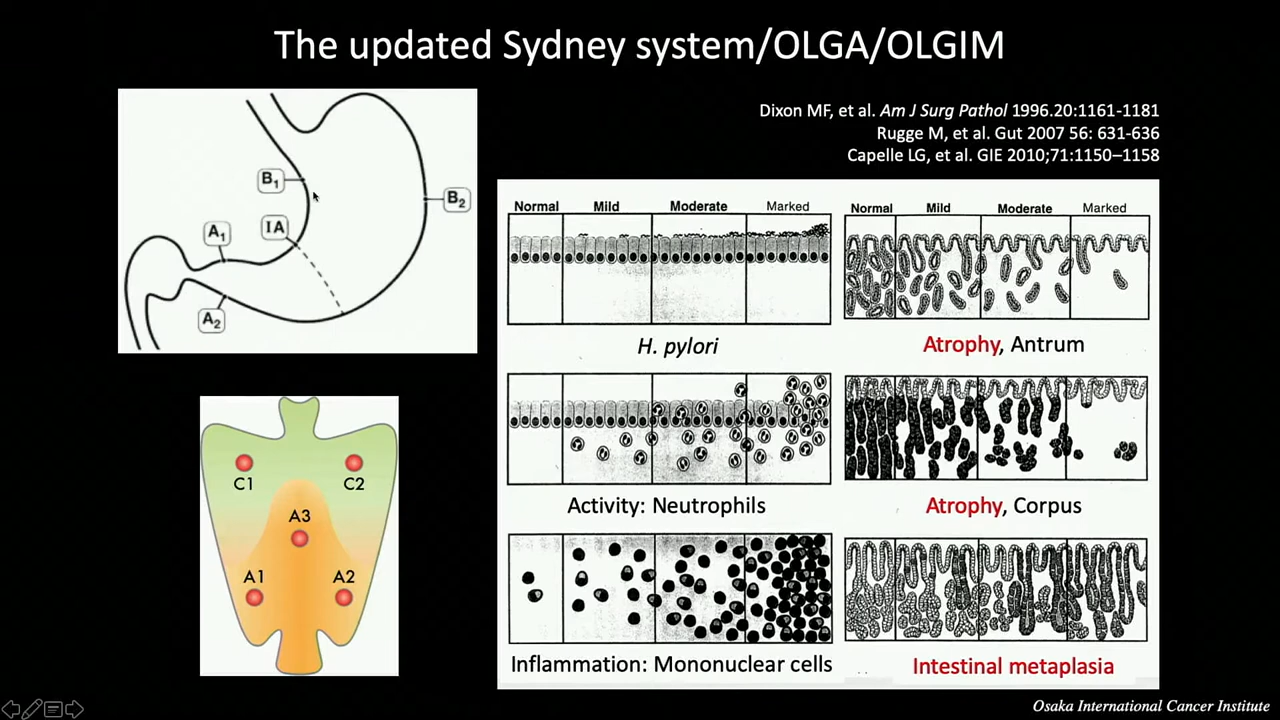 The updated Sydney system/OLGA/OLGIM
Dixon MF, et al. Am J Surg Pathol 1996.20:1161-1181
Rugge M, et al. Gut 2007 56: 631-636
Capelle LG, et al. GIE 2010;71:1150–1158
B1
B2
IA
A1
A2
C1
C2
A3
A1
A2
Normal Mild Moderate Marked
H. pylori
Activity: Neutrophils
Inflammation: Mononuclear cells
Normal Mild Moderate Marked
Atrophy, Antrum
Atrophy, Corpus
Intestinal metaplasia
Osaka International Cancer Institute